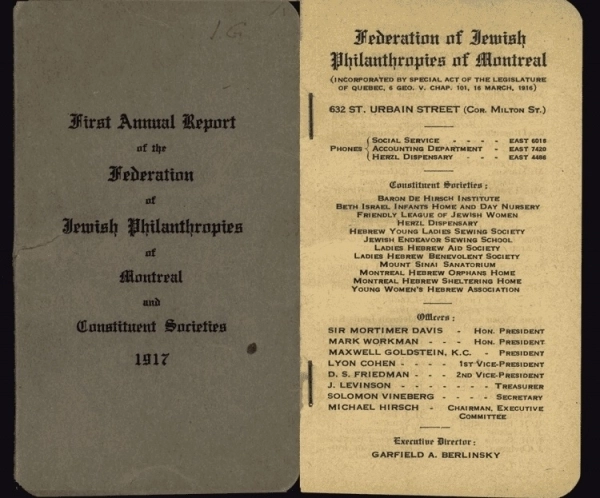 First Annual Report
of the
Federation
of
Jewish Philanthropies
of
Montreal
and
Constituent Societies
1917
Federation of Jewish
Philanthropies of Montreal
(INCORPORATED BY SPECIAL ACT OF THE LEGISLATURE
OF QUEBEC, 6 GEO. V. CHAP. 101, 16 MARCH, 1916)
632 ST. URBAIN STREET (COR. MILTON ST.)
PHONES { SOCIAL SERVICE - - - - EAST 6018
ACCOUNTING DEPARTMENT - EAST 7420
HERZL DISPENSARY - - EAST 4466
Constituent Societies:
BARON DE HIRSCH INSTITUTE
BETH ISRAEL INFANTS HOME AND DAY NURSERY
FRIENDLY LEAGUE OF JEWISH WOMEN
HERZL DISPENSARY
HEBREW YOUNG LADIES SEWING SOCIETY
JEWISH ENDEAVOR SEWING SCHOOL
LADIES HEBREW AID SOCIETY
LADIES HEBREW BENEVOLENT SOCIETY
MOUNT SINAI SANATORIUM
MONTREAL HEBREW ORPHANS HOME
MONTREAL HEBREW SHELTERING HOME
YOUNG WOMEN'S HEBREW ASSOCIATION
Officers:
SIR MORTIMER DAVIS - HON. PRESIDENT
MARK WORKMAN - - - HON. PRESIDENT
MAXWELL GOLDSTEIN, K.C. - PRESIDENT
LYON COHEN - - - - 1ST VICE-PRESIDENT
D. S. FRIEDMAN - - - 2ND VICE-PRESIDENT
J. LEVINSON - - - - - - - TREASURER
SOLOMON VINEBERG - - - - SECRETARY
MICHAEL HIRSCH - CHAIRMAN, EXECUTIVE
COMMITTEE
Executive Director:
GARFIELD A. BERLINSKY